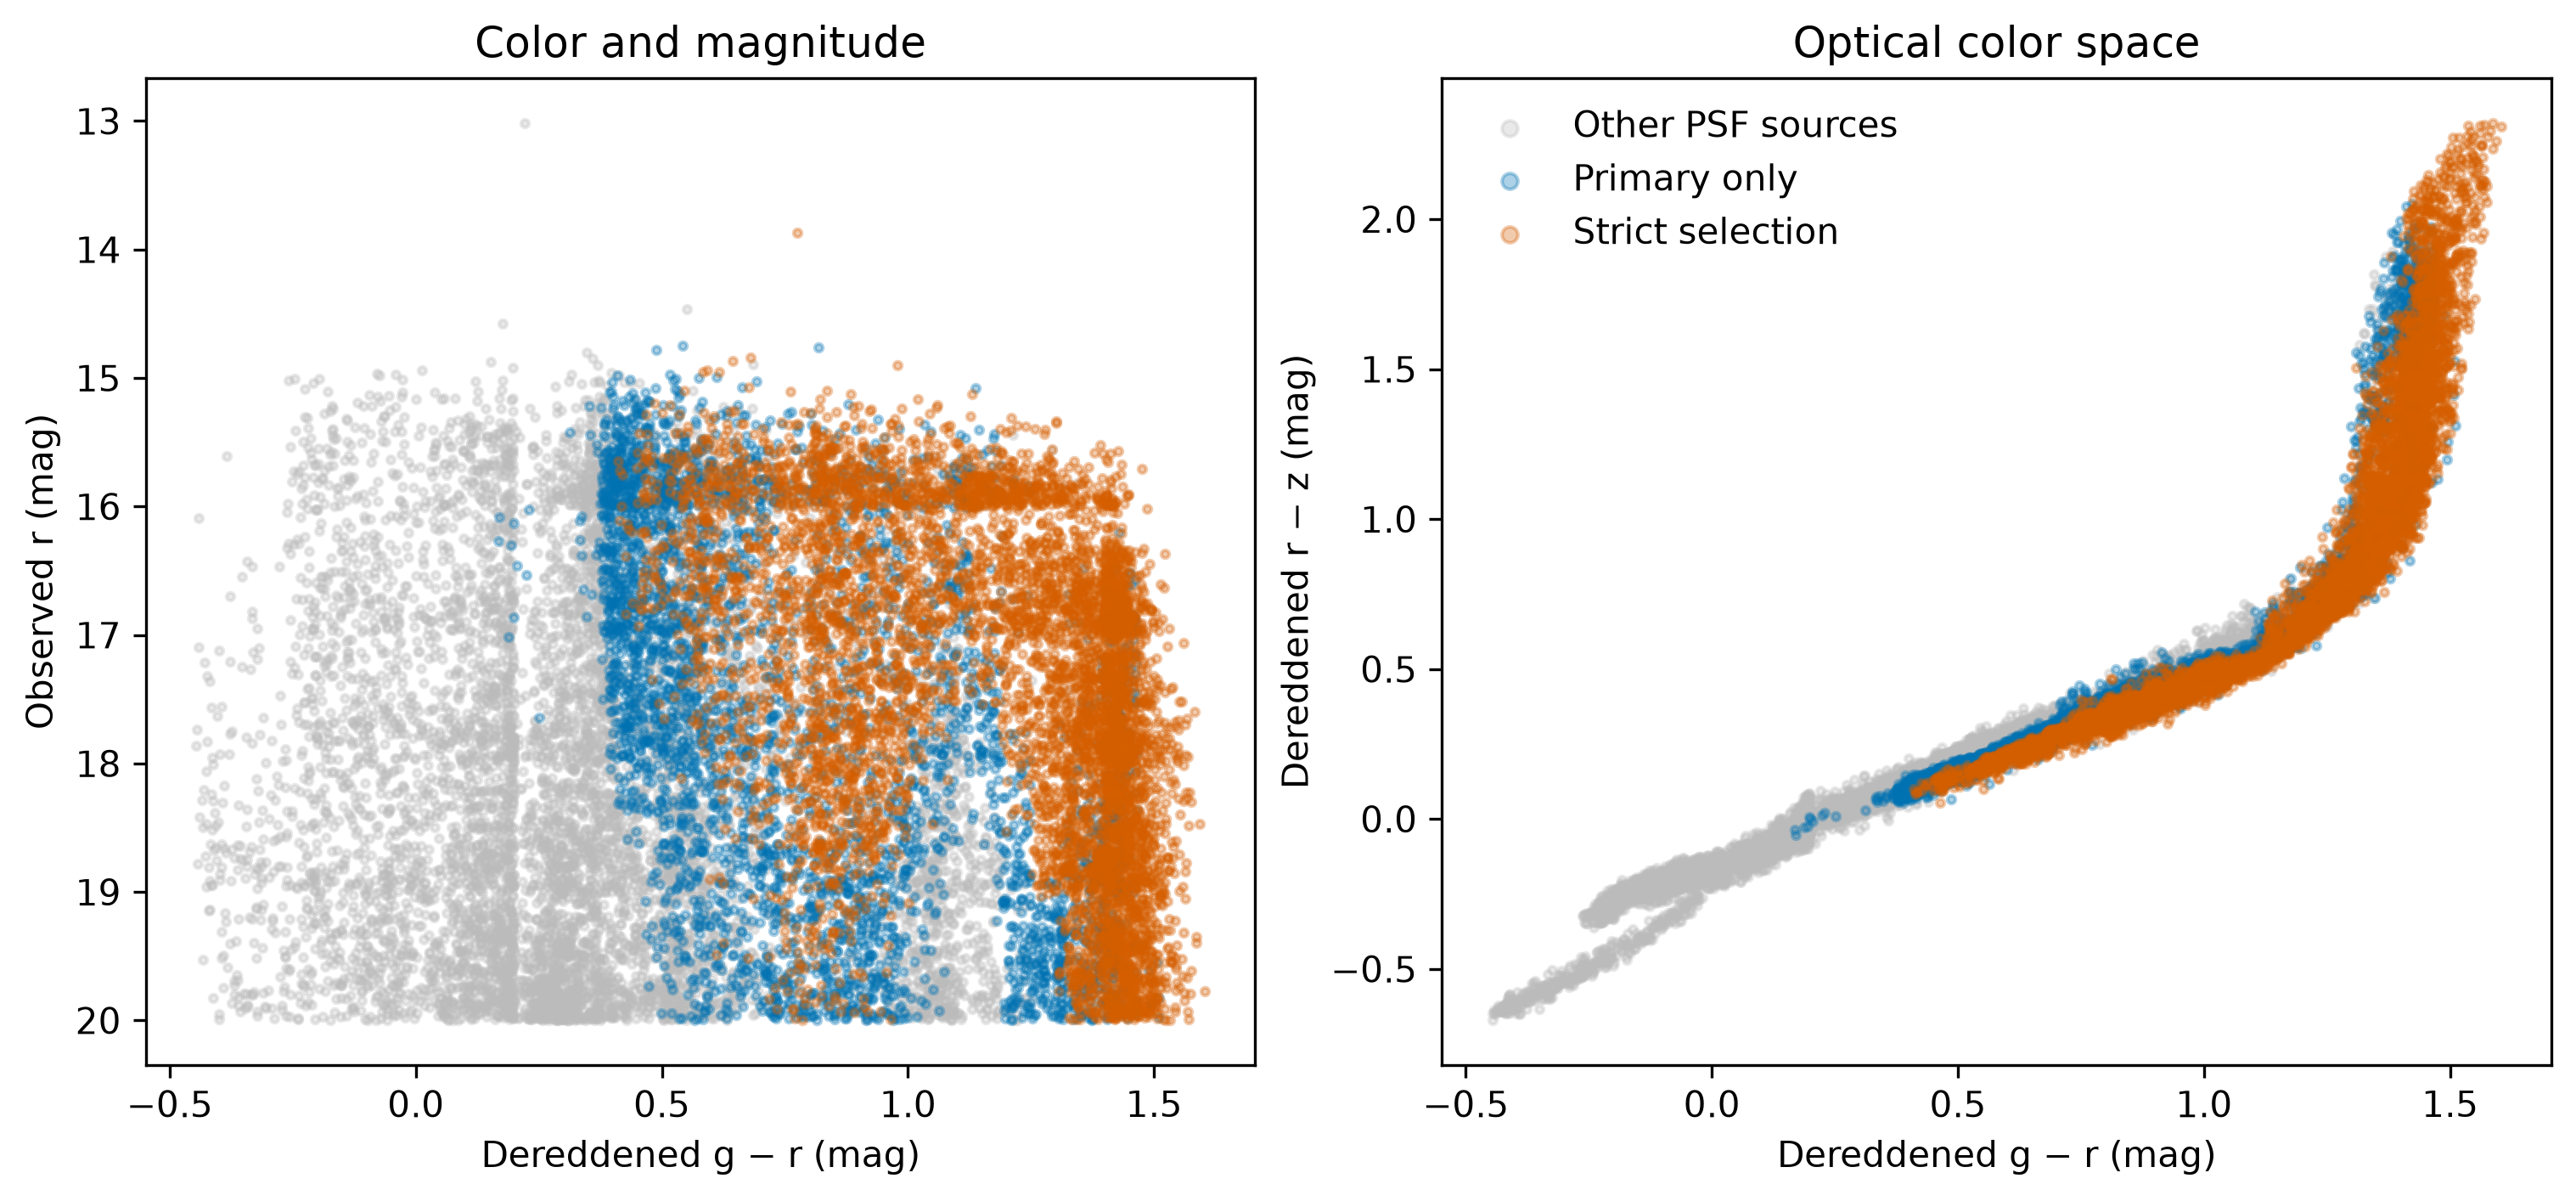 Color and magnitude
13
14
15
16
17
18
19
20
Observed r (mag)
−0.5
0.0
0.5
1.0
1.5
Dereddened g − r (mag)
Optical color space
Other PSF sources
Primary only
Strict selection
2.0
1.5
1.0
0.5
0.0
−0.5
Dereddened r − z (mag)
−0.5
0.0
0.5
1.0
1.5
Dereddened g − r (mag)